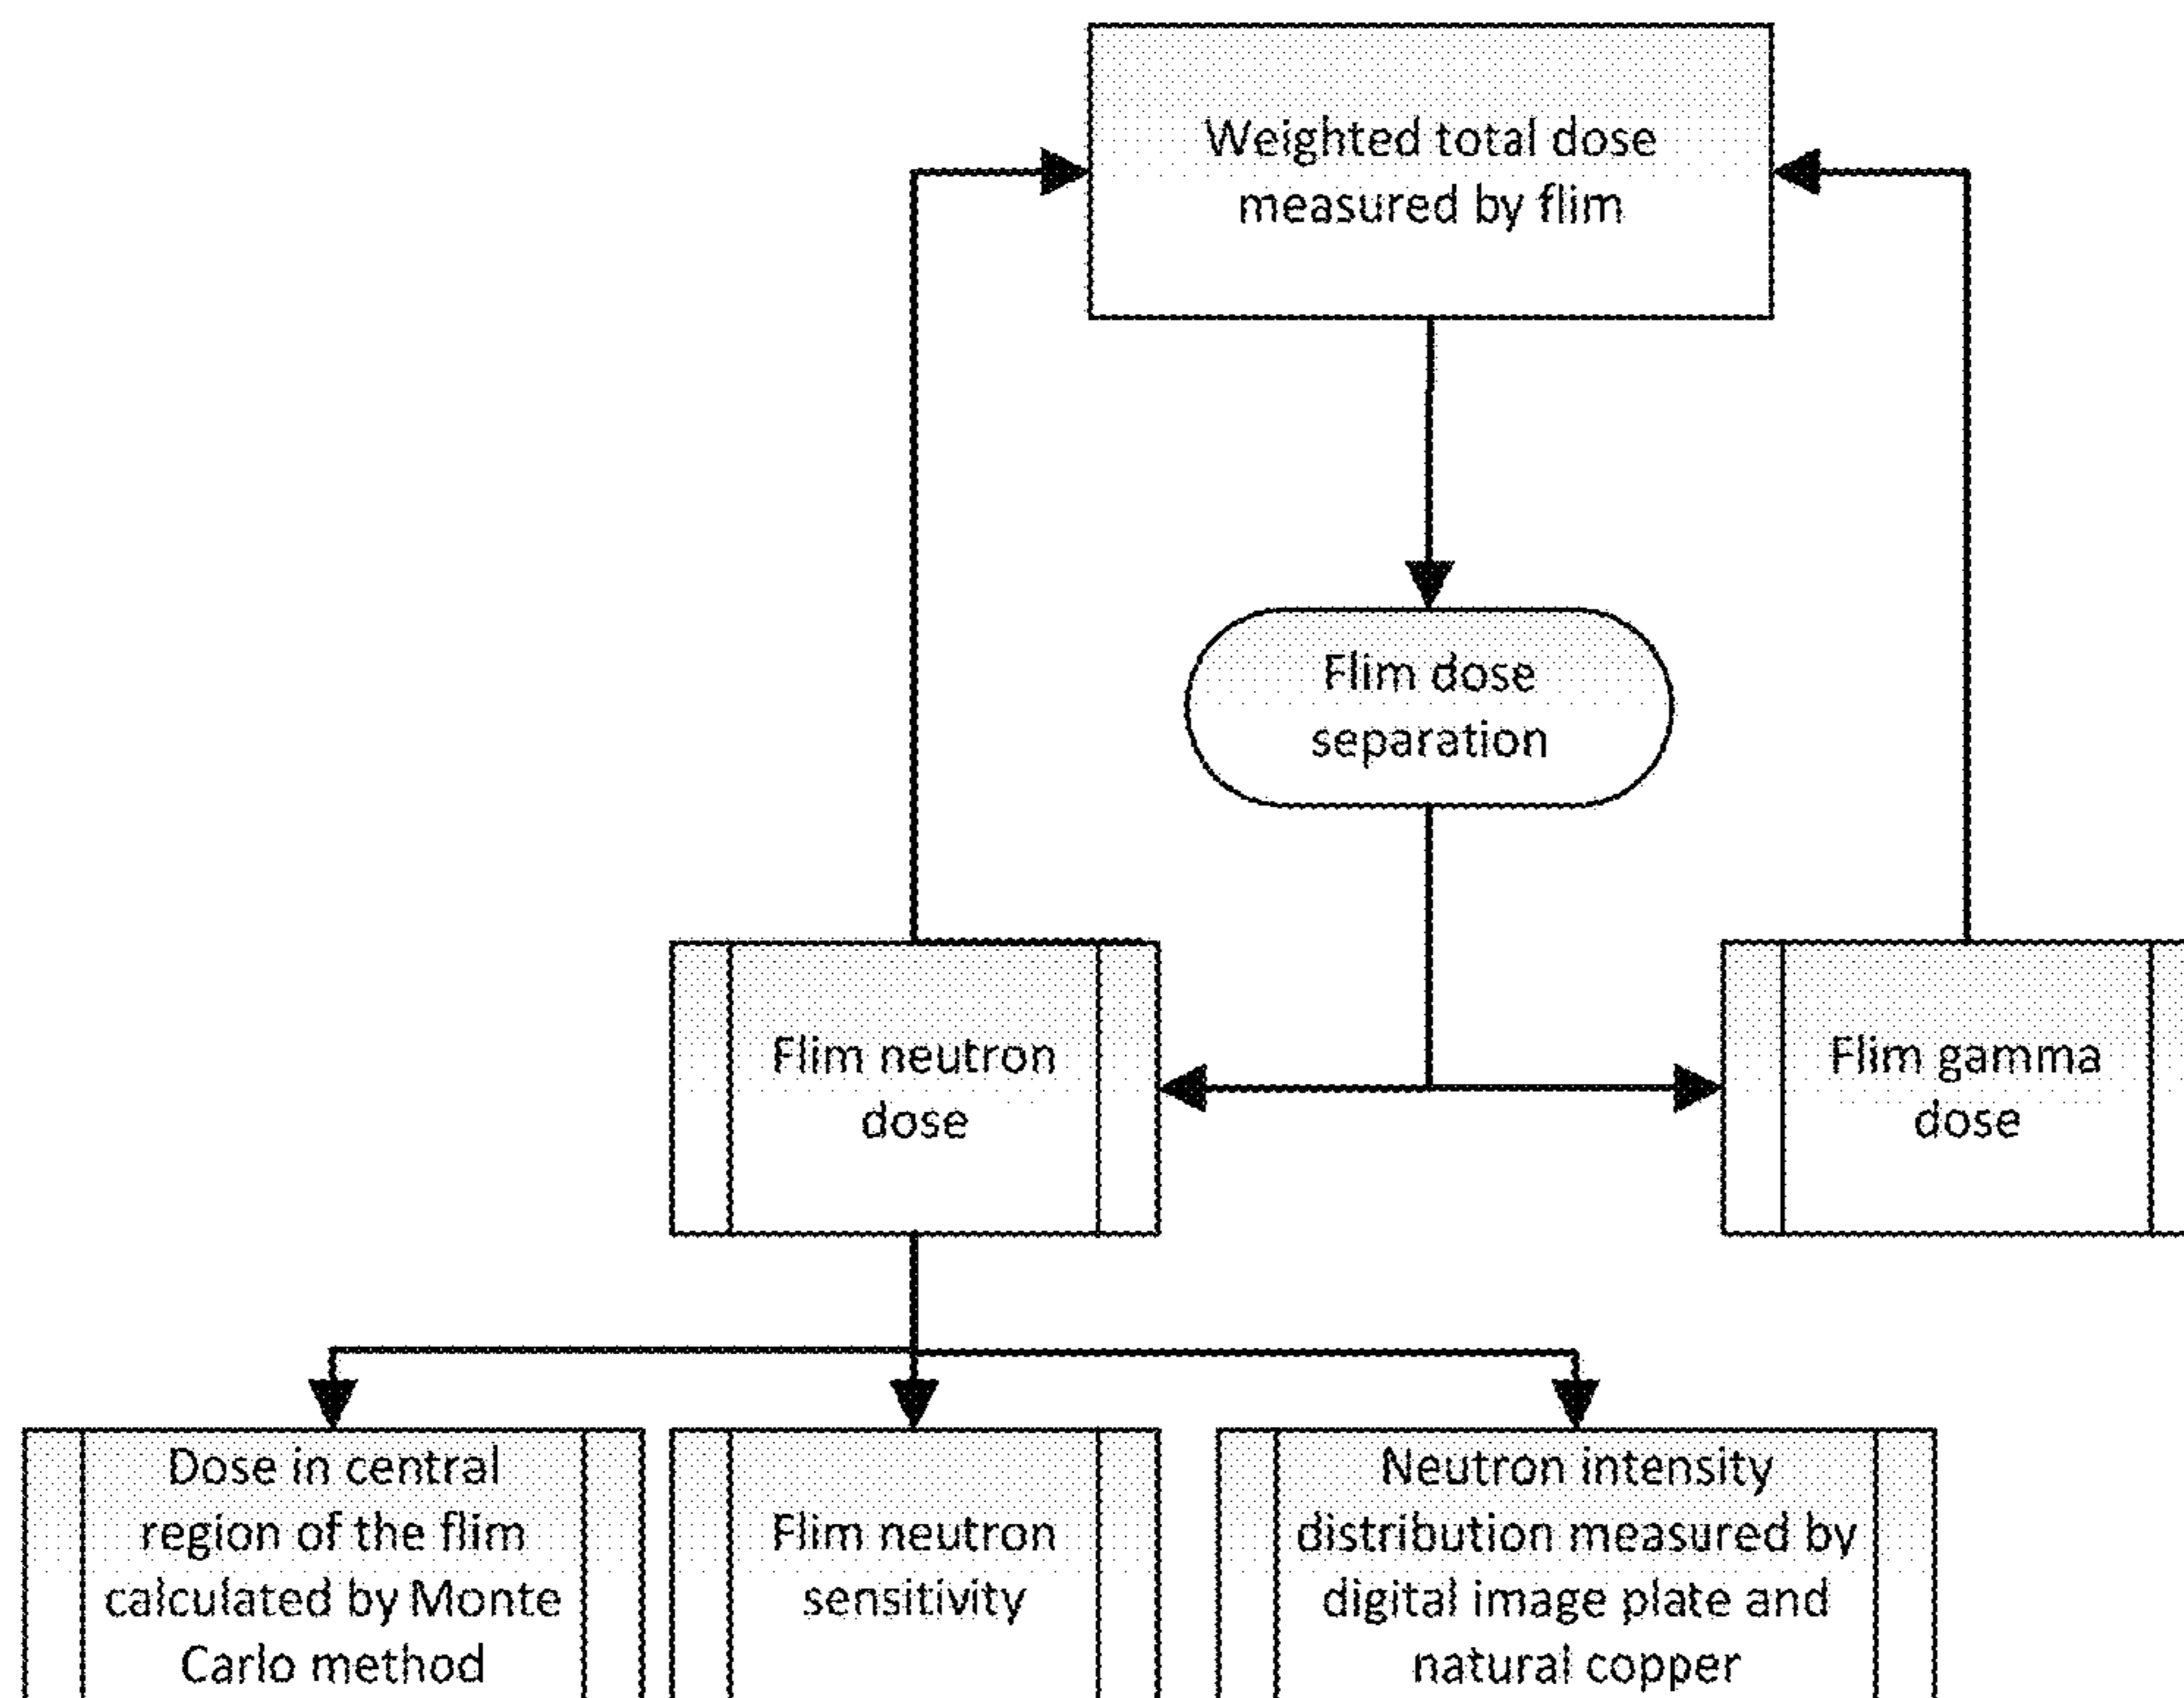 Weighted total dose
measured by flim
Flim dose
separation
Flim neutron
dose
Flim gamma
dose
Dose in central
region of the flim
calculated by Monte
Carlo method
Flim neutron
sensitivity
Neutron intensity
distribution measured by
digital image plate and
natural copper